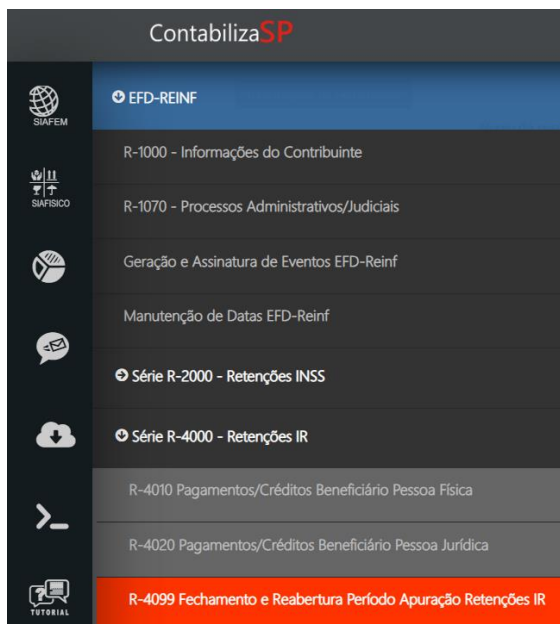 ContabilizaSP
SIAFEM
EFD-REINF
R-1000 - Informações do Contribuinte
SIAFISICO
R-1070 - Processos Administrativos/Judiciais
Geração e Assinatura de Eventos EFD-Reinf
Manutenção de Datas EFD-Reinf
Série R-2000 - Retenções INSS
Série R-4000 - Retenções IR
R-4010 Pagamentos/Créditos Beneficiário Pessoa Física
R-4020 Pagamentos/Créditos Beneficiário Pessoa Jurídica
TUTORIAL
R-4099 Fechamento e Reabertura Período Apuração Retenções IR